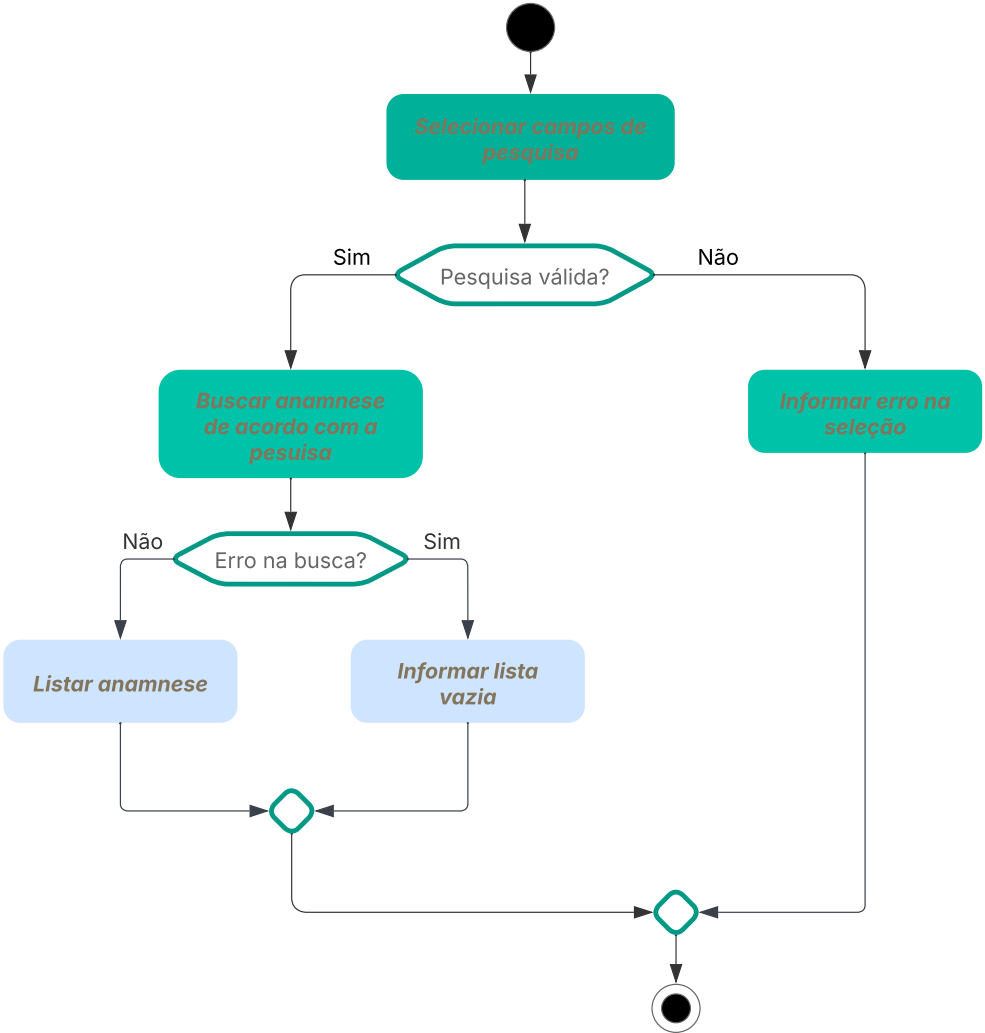 Selecionar campos de
pesquisa
Sim
Não
Pesquisa válida?
Buscar anamnese
de acordo com a
pesuisa
Informar erro na
seleção
Não
Sim
Erro na busca?
Listar anamnese
Informar lista
vazia